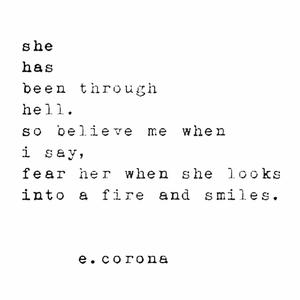 she
has
been through
hell.
so believe me when
i say,
fear her when she looks
into a fire and smiles.
e.corona